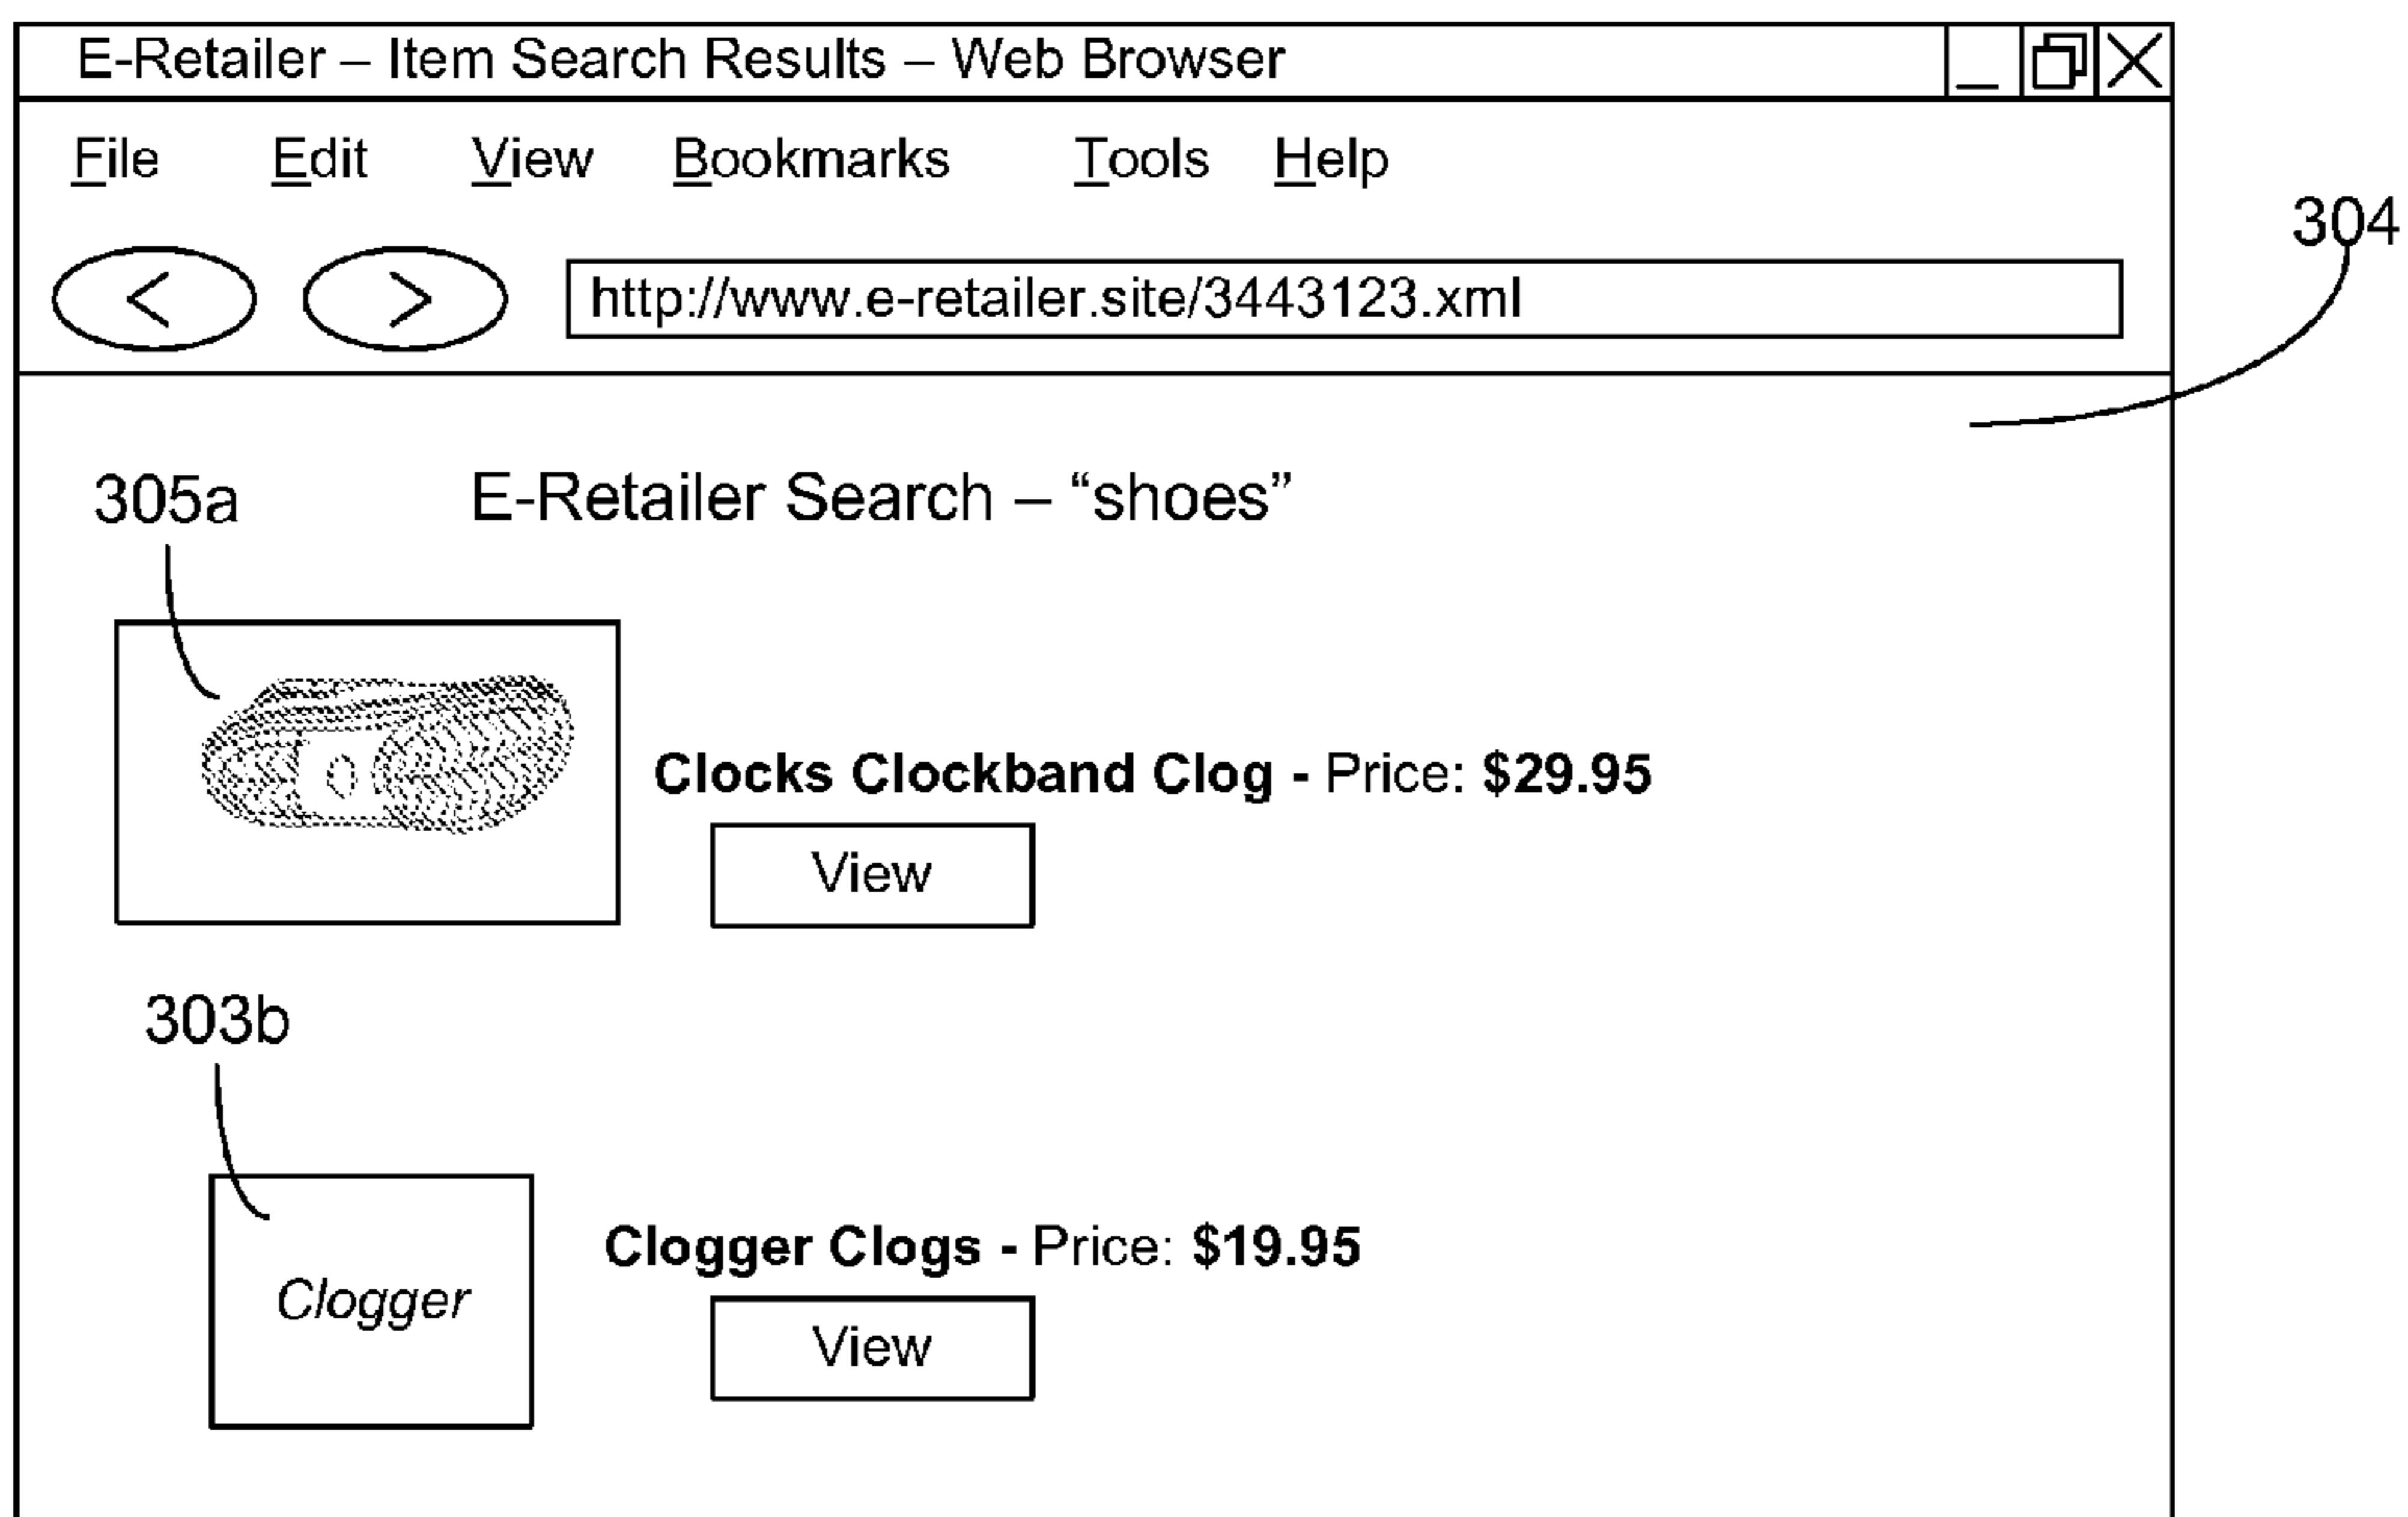 E-Retailer – Item Search Results – Web Browser
File Edit View Bookmarks Tools Help
304
< > http://www.e-retailer.site/3443123.xml
305a
E-Retailer Search – “shoes”
Clocks Clockband Clog - Price: $29.95
View
303b
Clogger Clogs - Price: $19.95
Clogger
View